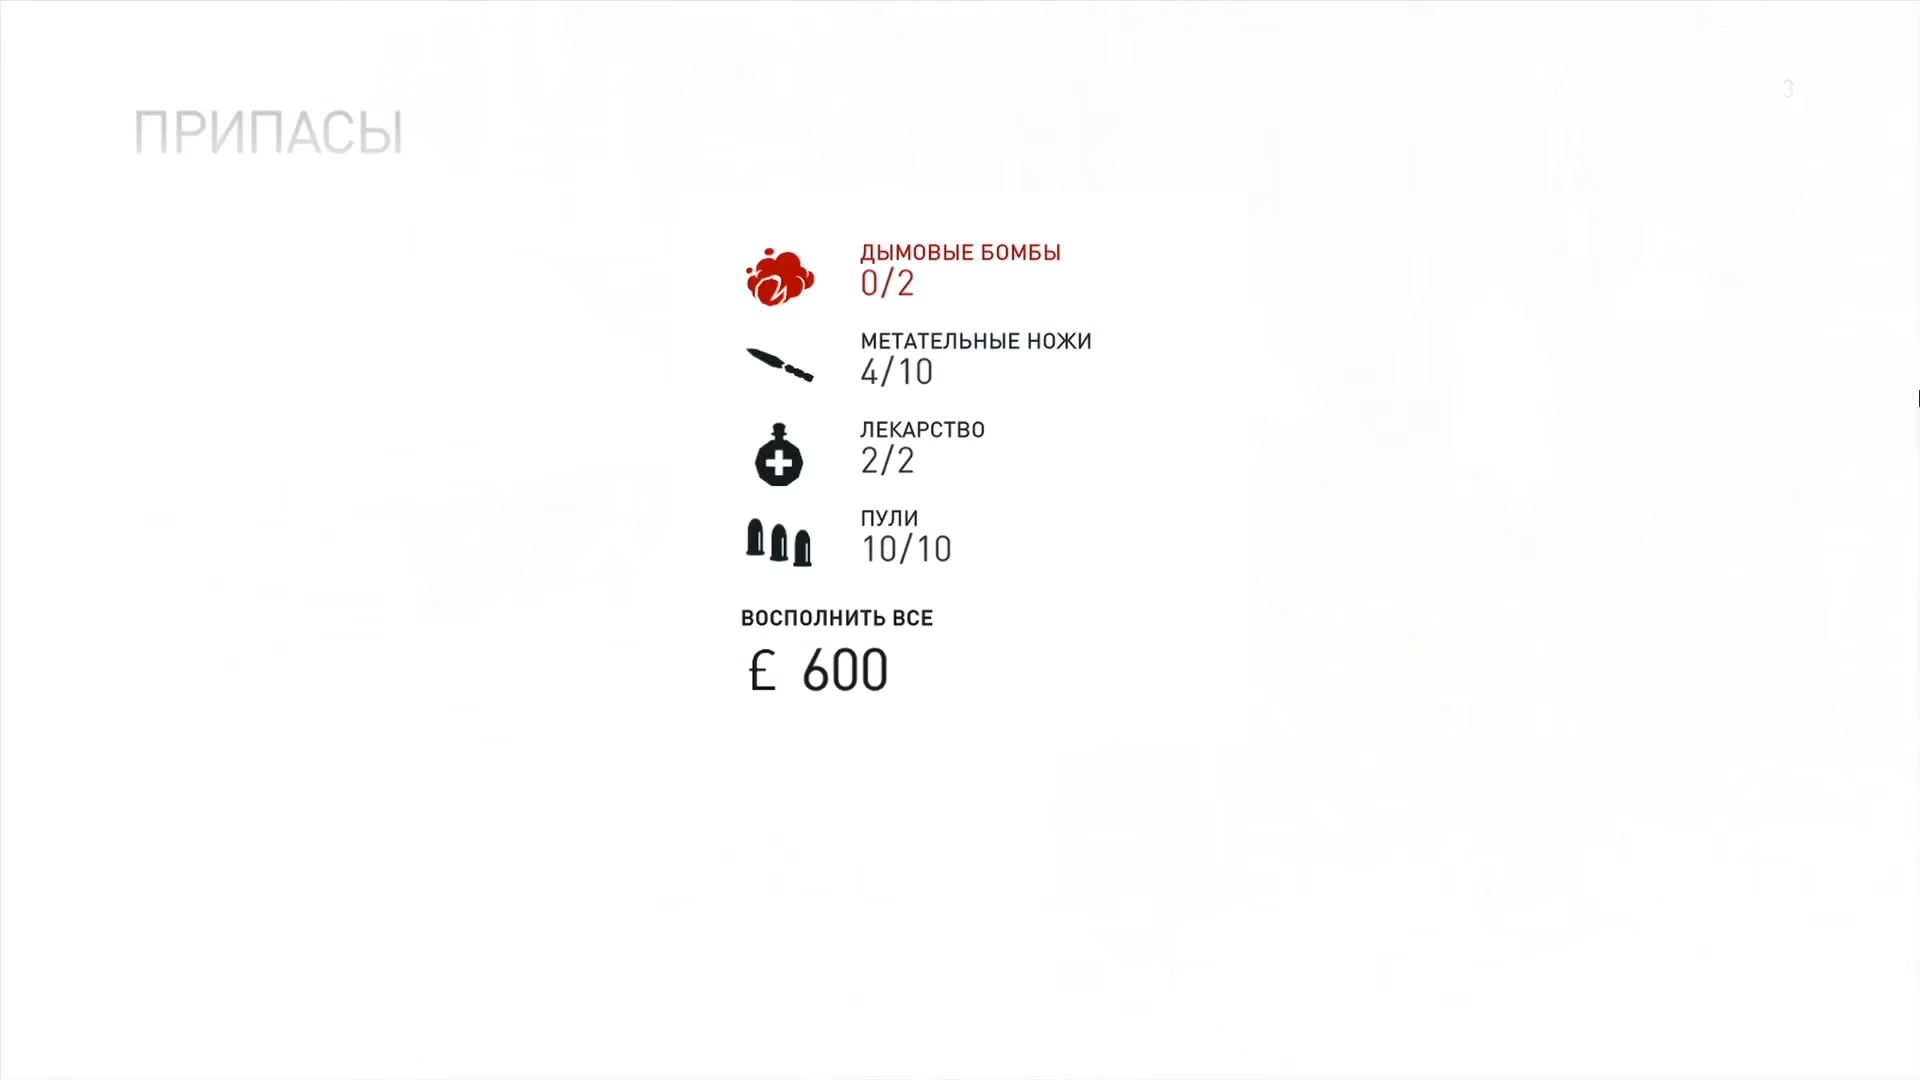 3
ПРИПАСЫ
ДЫМОВЫЕ БОМБЫ
0/2
МЕТАТЕЛЬНЫЕ НОЖИ
4/10
ЛЕКАРСТВО
2/2
ПУЛИ
10/10
ВОСПОЛНИТЬ ВСЕ
£ 600